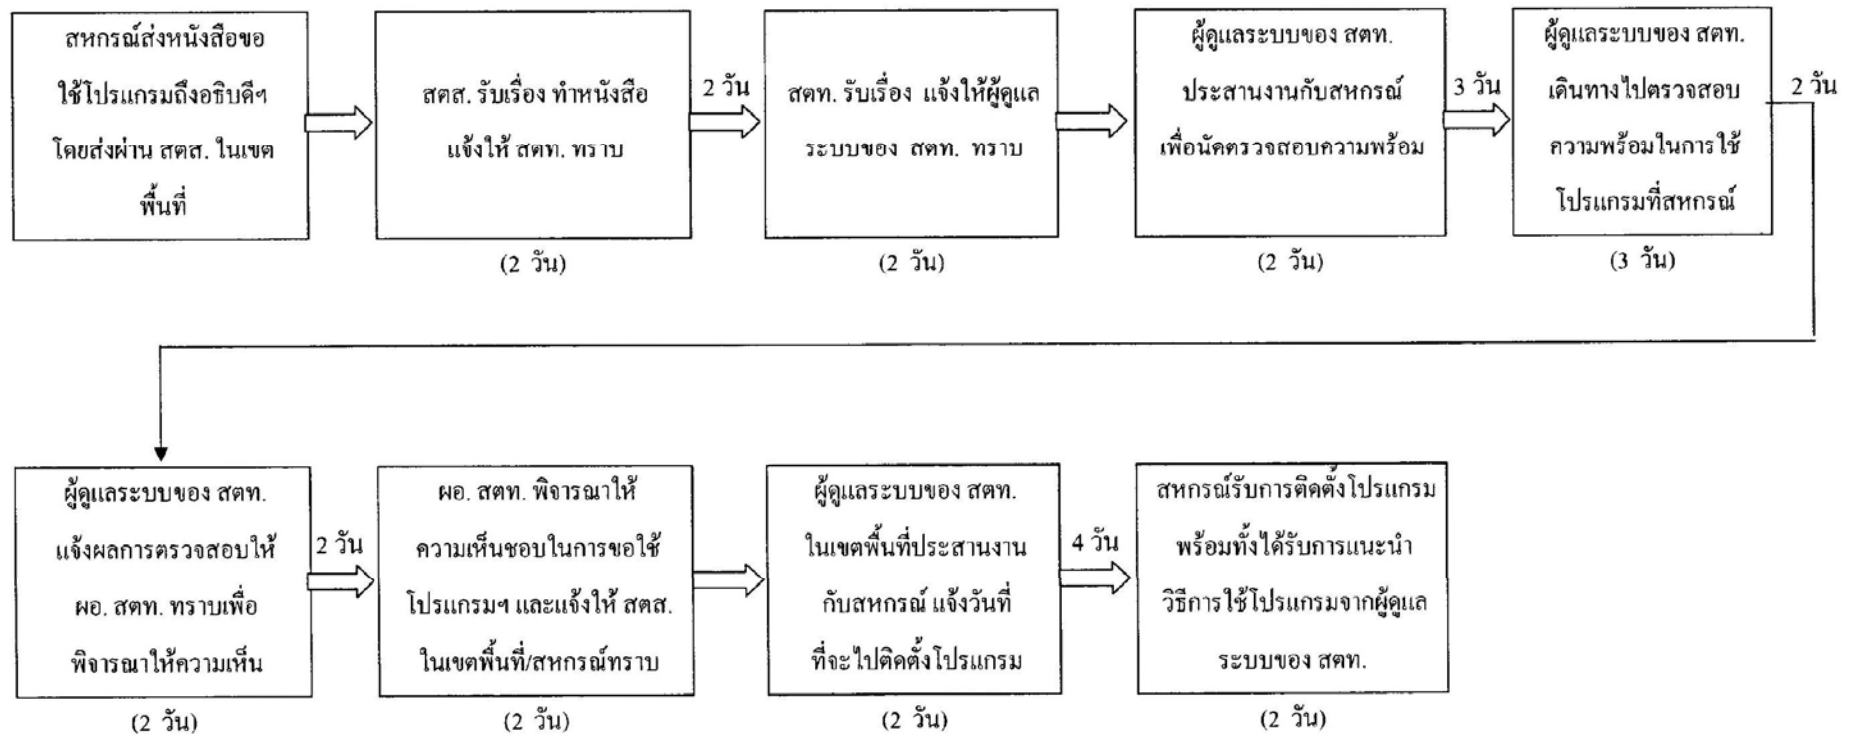 สหกรณ์ส่งหนังสือขอ
ใช้โปรแกรมถึงอธิบดีฯ
โดยส่งผ่าน สตส. ในเขต
พื้นที่
สตส. รับเรื่อง ทำหนังสือ
แจ้งให้ สตท. ทราบ
(2 วัน)
2 วัน
สตท. รับเรื่อง แจ้งให้ผู้ดูแล
ระบบของ สตท. ทราบ
(2 วัน)
ผู้ดูแลระบบของ สตท.
ประสานงานกับสหกรณ์
เพื่อนัดตรวจสอบความพร้อม
(2 วัน)
3 วัน
ผู้ดูแลระบบของ สตท.
เดินทางไปตรวจสอบ
ความพร้อมในการใช้
โปรแกรมที่สหกรณ์
(3 วัน)
2 วัน
ผู้ดูแลระบบของ สตท.
แจ้งผลการตรวจสอบให้
ผอ. สตท. ทราบเพื่อ
พิจารณาให้ความเห็น
(2 วัน)
2 วัน
ผอ. สตท. พิจารณาให้
ความเห็นชอบในการขอใช้
โปรแกรมฯ และแจ้งให้ สตส.
ในเขตพื้นที่/สหกรณ์ทราบ
(2 วัน)
ผู้ดูแลระบบของ สตท.
ในเขตพื้นที่ประสานงาน
กับสหกรณ์ แจ้งวันที่
ที่จะไปติดตั้งโปรแกรม
(2 วัน)
4 วัน
สหกรณ์รับการติดตั้งโปรแกรม
พร้อมทั้งได้รับการแนะนำ
วิธีการใช้โปรแกรมจากผู้ดูแล
ระบบของ สตท.
(2 วัน)